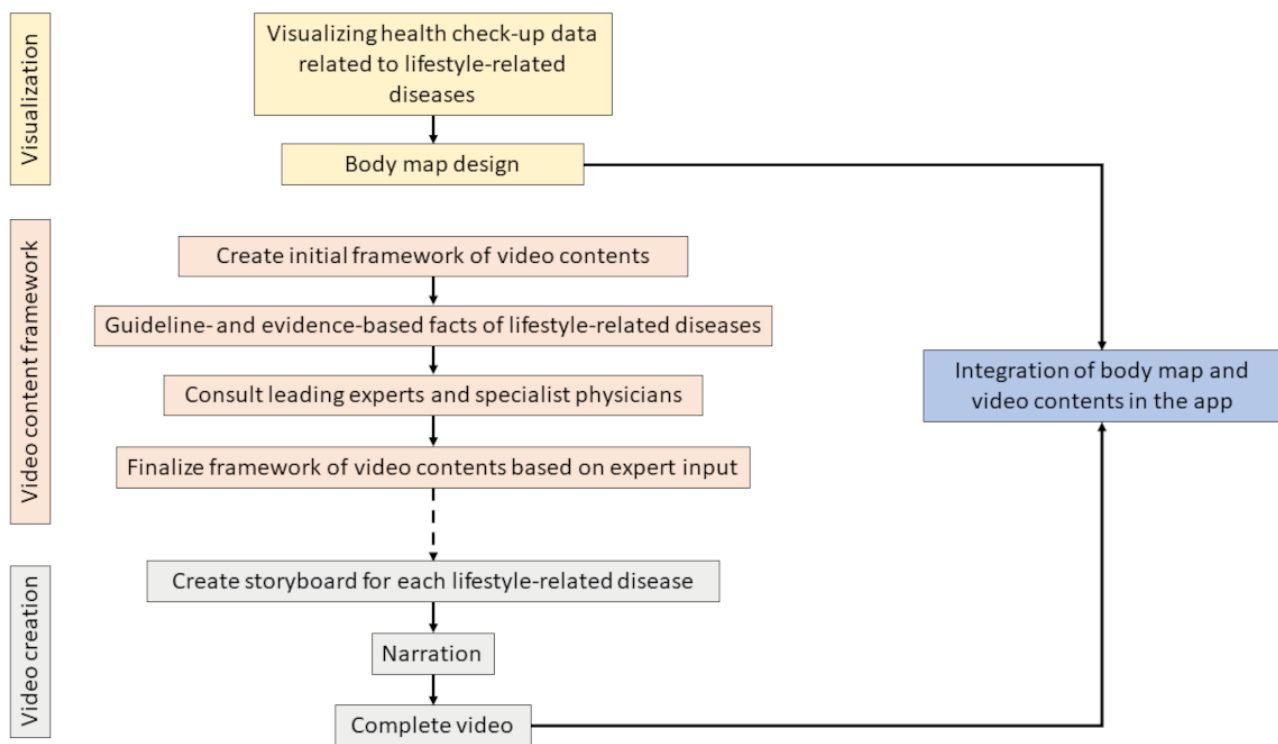 Visualization
Visualizing health check-up data
related to lifestyle-related
diseases
Body map design
Video content framework
Create initial framework of video contents
Guideline- and evidence-based facts of lifestyle-related diseases
Consult leading experts and specialist physicians
Finalize framework of video contents based on expert input
Video creation
Create storyboard for each lifestyle-related disease
Narration
Complete video
Integration of body map and
video contents in the app